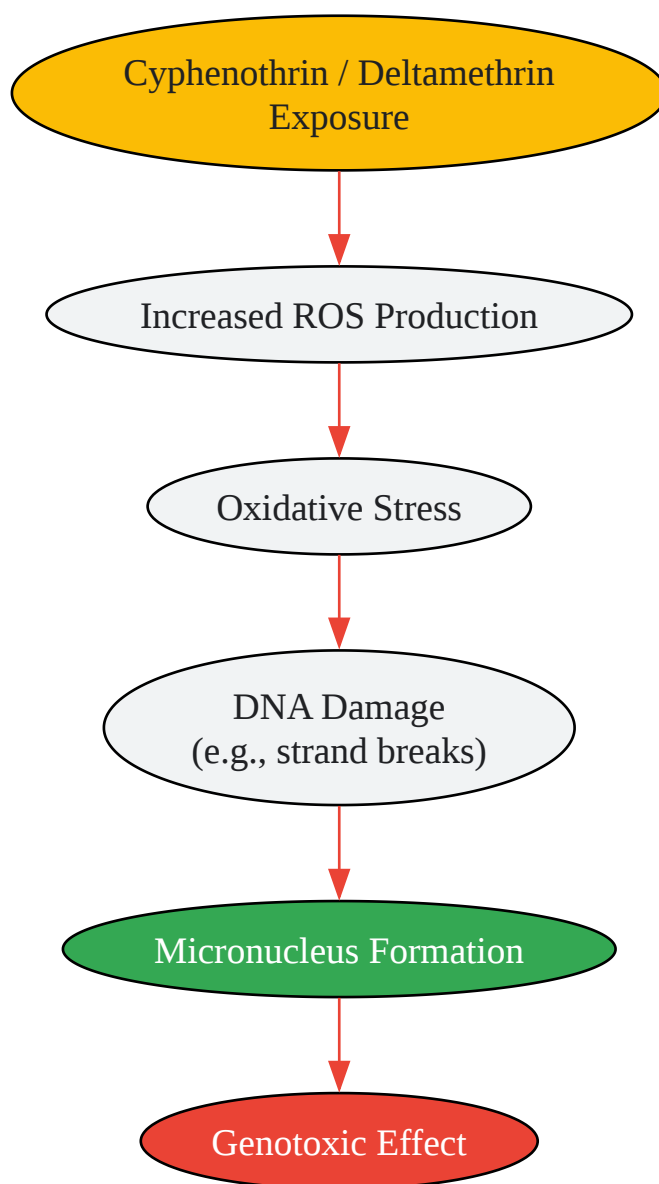 Cyphenothrin / Deltamethrin
Exposure
Increased ROS Production
Oxidative Stress
DNA Damage
(e.g., strand breaks)
Micronucleus Formation
Genotoxic Effect